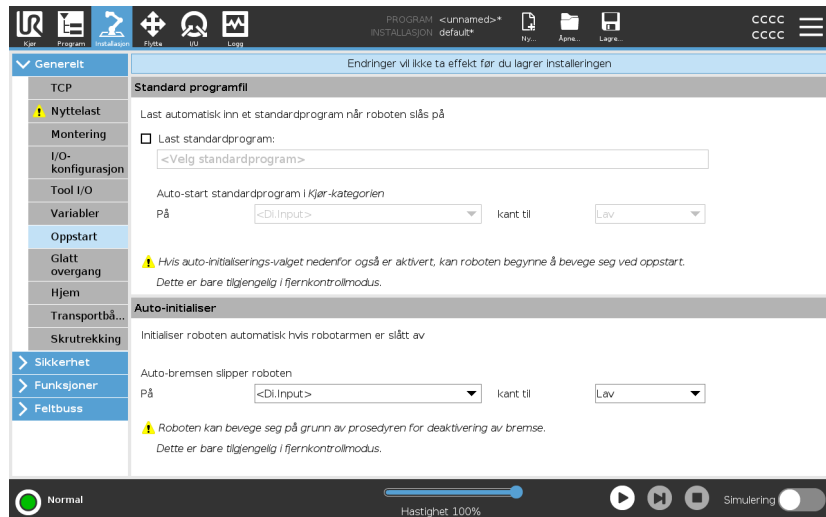 PROGRAM <unnamed>*
INSTALLASJON default*
CCCC
CCCC
Kjør
Program
Installasjon
Flytte
I/U
Logg
Ny...
Åpne...
Lagre...
Generelt
TCP
Nyttelast
Montering
I/O-
konfigurasjon
Tool I/O
Variabler
Oppstart
Glatt
overgang
Hjem
Transportbå...
Skrutrekking
Sikkerhet
Funksjoner
Feltbuss
Endringer vil ikke ta effekt før du lagrer installeringen
Standard programfil
Last automatisk inn et standardprogram når roboten slås på
Last standardprogram:
<Velg standardprogram>
Auto-start standardprogram i Kjør-kategorien
På <Di.Input> kant til Lav
Hvis auto-initialiserings-valget nedenfor også er aktivert, kan roboten begynne å bevege seg ved oppstart.
Dette er bare tilgjengelig i fjernkontrollmodus.
Auto-initialiser
Initialiser roboten automatisk hvis robotarmen er slått av
Auto-bremsen slipper roboten
På <Di.Input> kant til Lav
Roboten kan bevege seg på grunn av prosedyren for deaktivering av bremse.
Dette er bare tilgjengelig i fjernkontrollmodus.
Normal
Hastighet 100%
Simulering